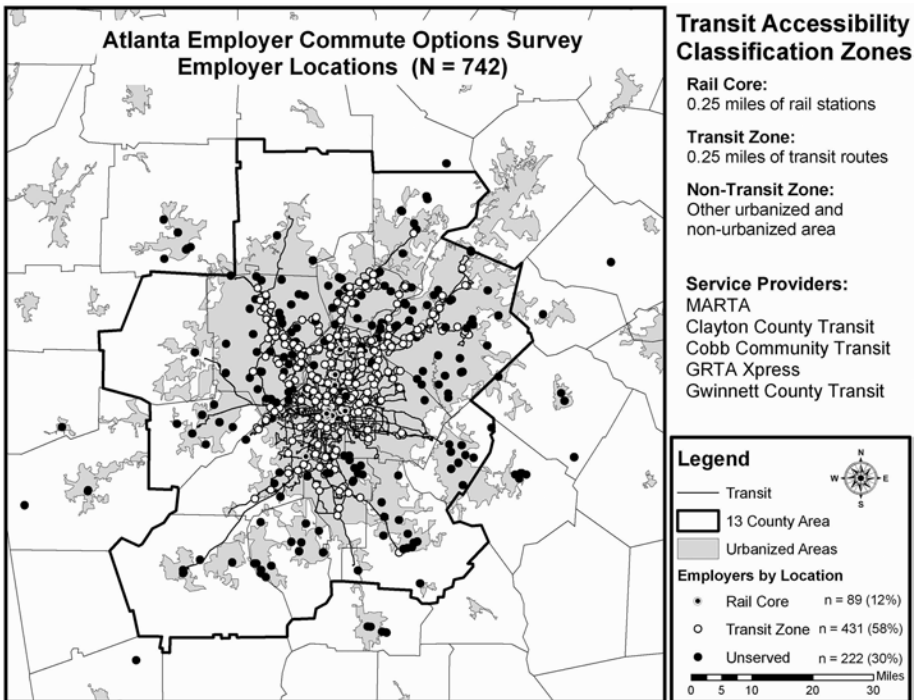 Atlanta Employer Commute Options Survey
Employer Locations (N = 742)
Transit Accessibility
Classification Zones
Rail Core:
0.25 miles of rail stations
Transit Zone:
0.25 miles of transit routes
Non-Transit Zone:
Other urbanized and
non-urbanized area
Service Providers:
MARTA
Clayton County Transit
Cobb Community Transit
GRTA Xpress
Gwinnett County Transit
Legend
N
W E
S
Transit
13 County Area
Urbanized Areas
Employers by Location
Rail Core n = 89 (12%)
Transit Zone n = 431 (58%)
Unserved n = 222 (30%)
Miles
0 5 10 20 30